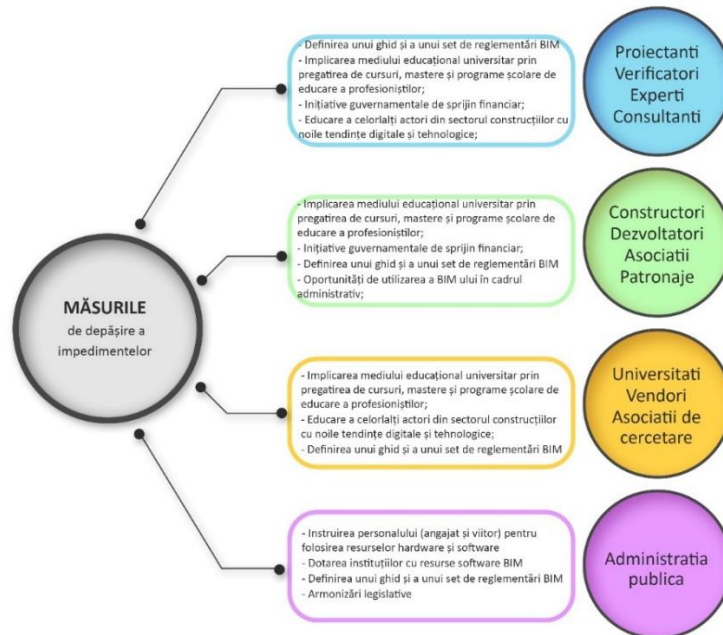 - Definirea unui ghid și a unui set de reglementări BIM
- Implicarea mediului educațional universitar prin
pregatirea de cursuri, mastere și programe școlare de
educare a profesioniștilor;
- Inițiative guvernamentale de sprijin financiar;
- Educare a celorlalți actori din sectorul construcțiilor cu
noile tendințe digitale și tehnologice;
Proiectanti
Verificatori
Experti
Consultanti
- Implicarea mediului educațional universitar prin
pregatirea de cursuri, mastere și programe școlare de
educare a profesioniștilor;
- Inițiative guvernamentale de sprijin financiar;
- Definirea unui ghid și a unui set de reglementări BIM
- Oportunități de utilizarea a BIM ului în cadrul
administrativ;
Constructori
Dezvoltatori
Asociatii
Patronaje
MĂSURILE
de depășire a
impedimentelor
- Implicarea mediului educațional universitar prin
pregatirea de cursuri, mastere și programe școlare de
educare a profesioniștilor;
- Educare a celorlalți actori din sectorul construcțiilor
cu noile tendințe digitale și tehnologice;
- Definirea unui ghid și a unui set de reglementări BIM
Universitati
Vendori
Asociatii de
cercetare
- Instruirea personalului (angajat și viitor) pentru
folosirea resurselor hardware și software
- Dotarea instituțiilor cu resurse software BIM
- Definirea unui ghid și a unui set de reglementări BIM
- Armonizări legislative
Administratia
publica